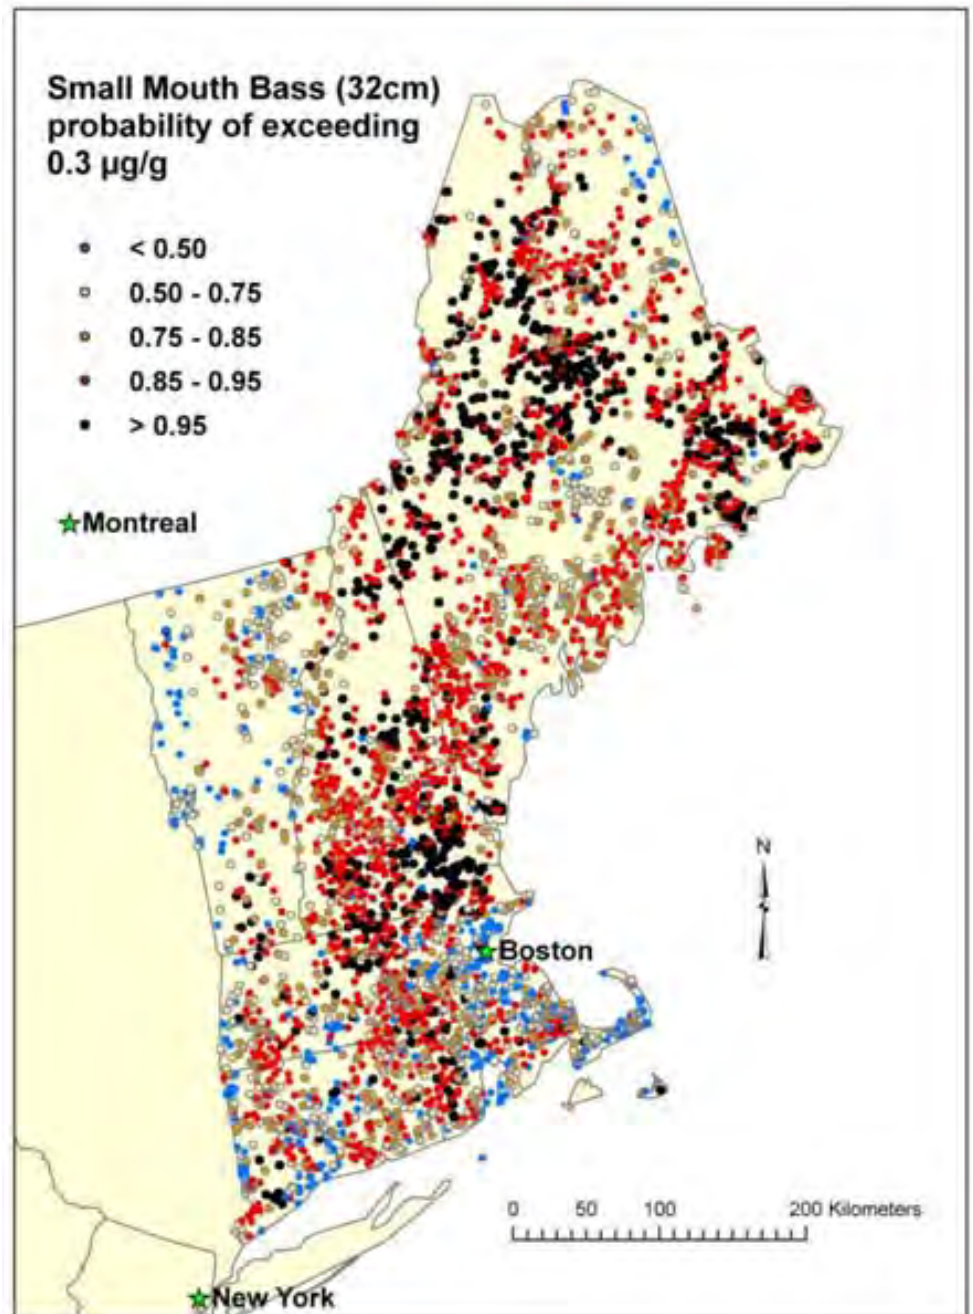 Small Mouth Bass (32cm)
probability of exceeding
0.3 µg/g
< 0.50
0.50 - 0.75
0.75 - 0.85
0.85 - 0.95
> 0.95
Montreal
N
Boston
0 50 100 200 Kilometers
New York